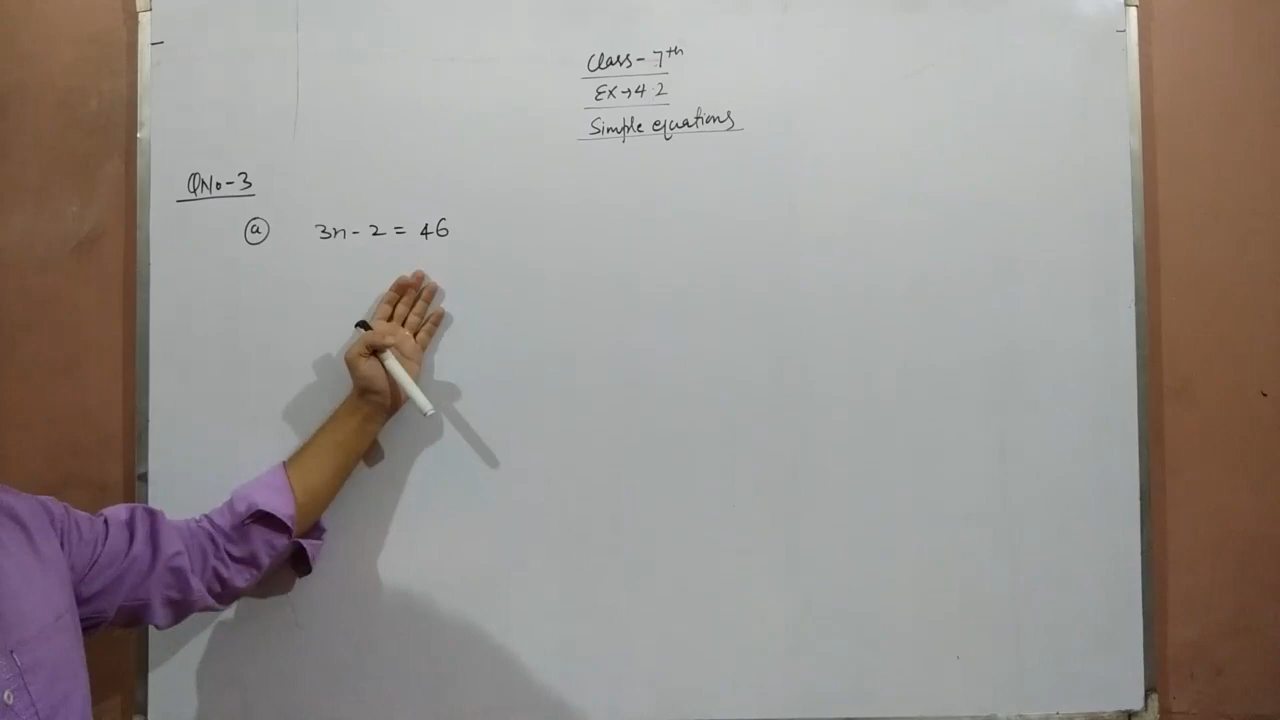 Class - 7th
EX → 4.2
Simple equations
QNo-3
(a) 3n - 2 = 46